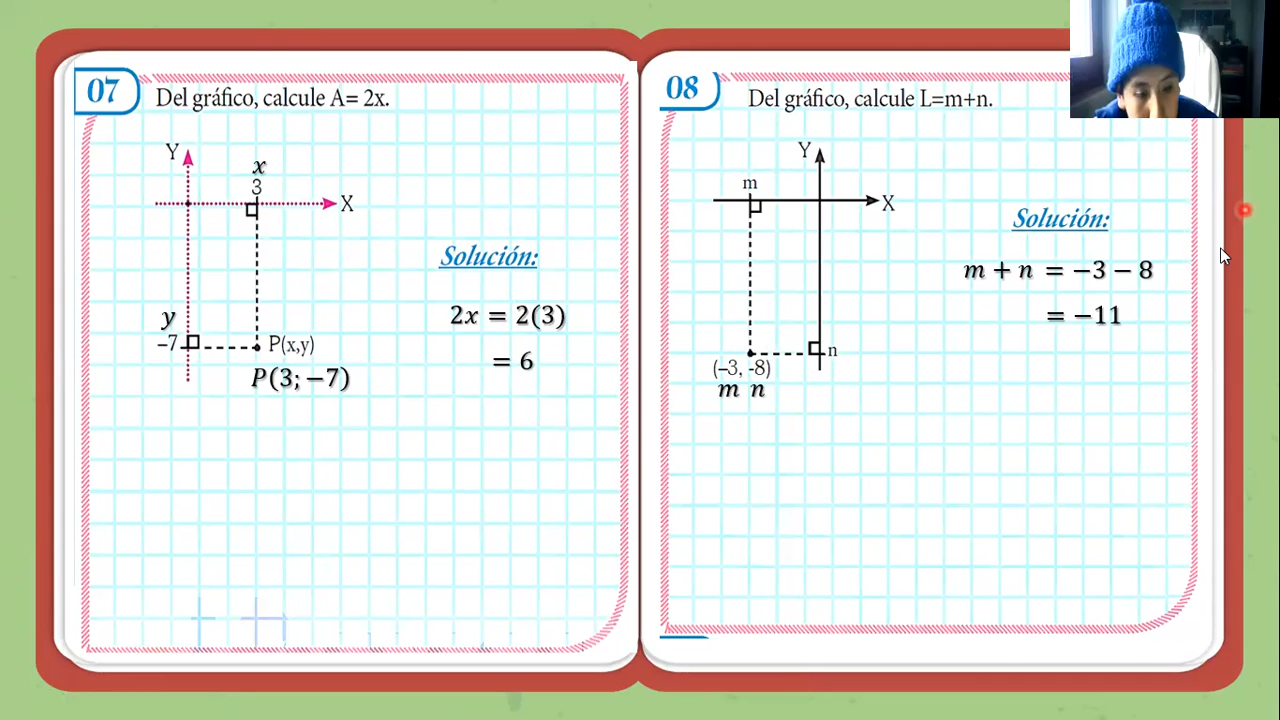 07
Del gráfico, calcule A= 2x.
Y
x
3
X
Solución:
y
2x = 2(3)
–7
P(x,y)
= 6
P(3; −7)
08
Del gráfico, calcule L=m+n.
Y
m
X
Solución:
m + n = −3 − 8
= −11
n
(–3, -8)
m n